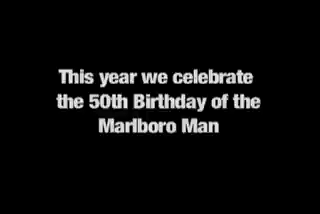 This year we celebrate
the 50th Birthday of the
Marlboro Man